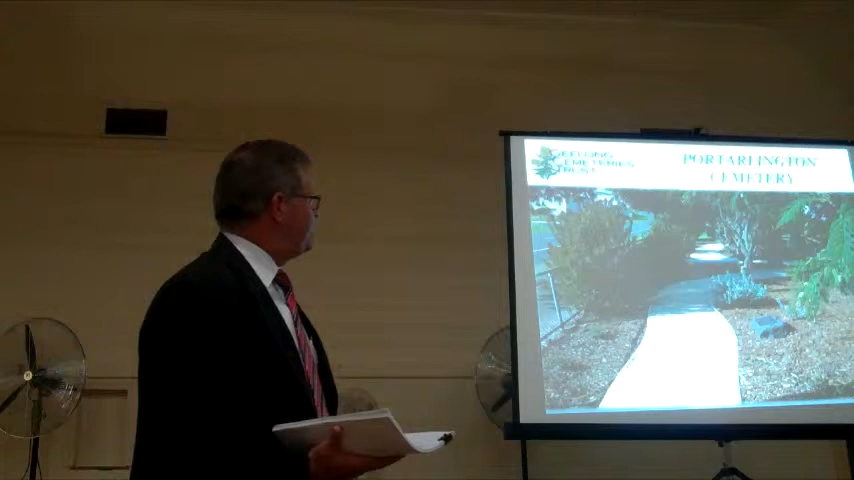 GEELONG
CEMETERIES
TRUST
PORTARLINGTON
CEMETERY